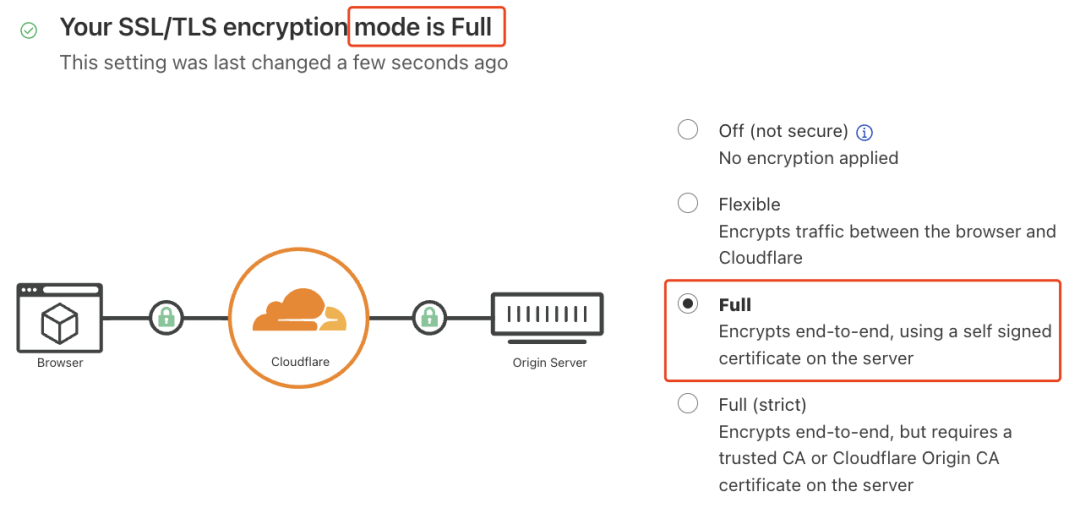 Your SSL/TLS encryption mode is Full
This setting was last changed a few seconds ago
Off (not secure)
No encryption applied
Flexible
Encrypts traffic between the browser and
Cloudflare
Full
Encrypts end-to-end, using a self signed
certificate on the server
Full (strict)
Encrypts end-to-end, but requires a
trusted CA or Cloudflare Origin CA
certificate on the server
Browser
Cloudflare
Origin Server